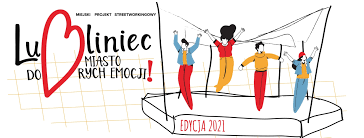 MIEJSKI PROJEKT STREETWORKINGOWY
Lubliniec
MIASTO
DOBRYCH EMOCJI!
EDYCJA 2021